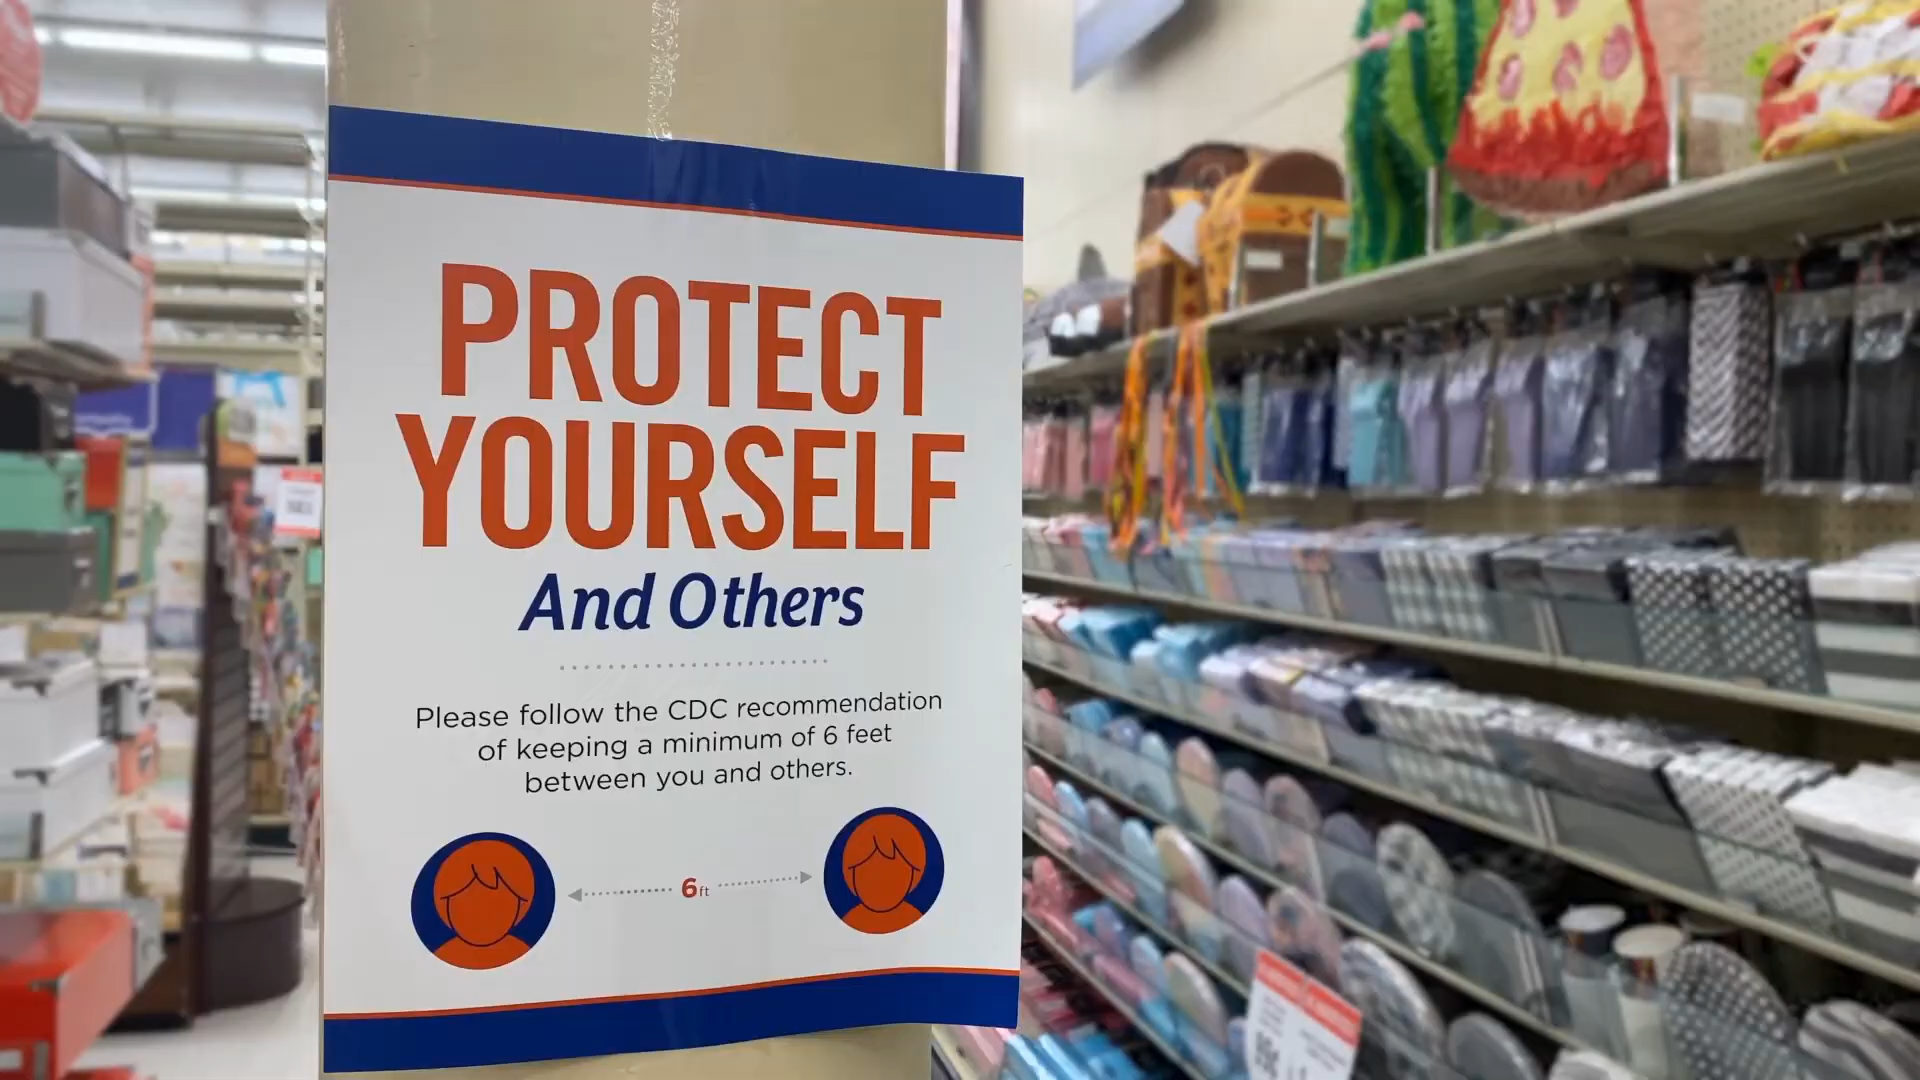 PROTECT
YOURSELF
And Others
Please follow the CDC recommendation
of keeping a minimum of 6 feet
between you and others.
6ft